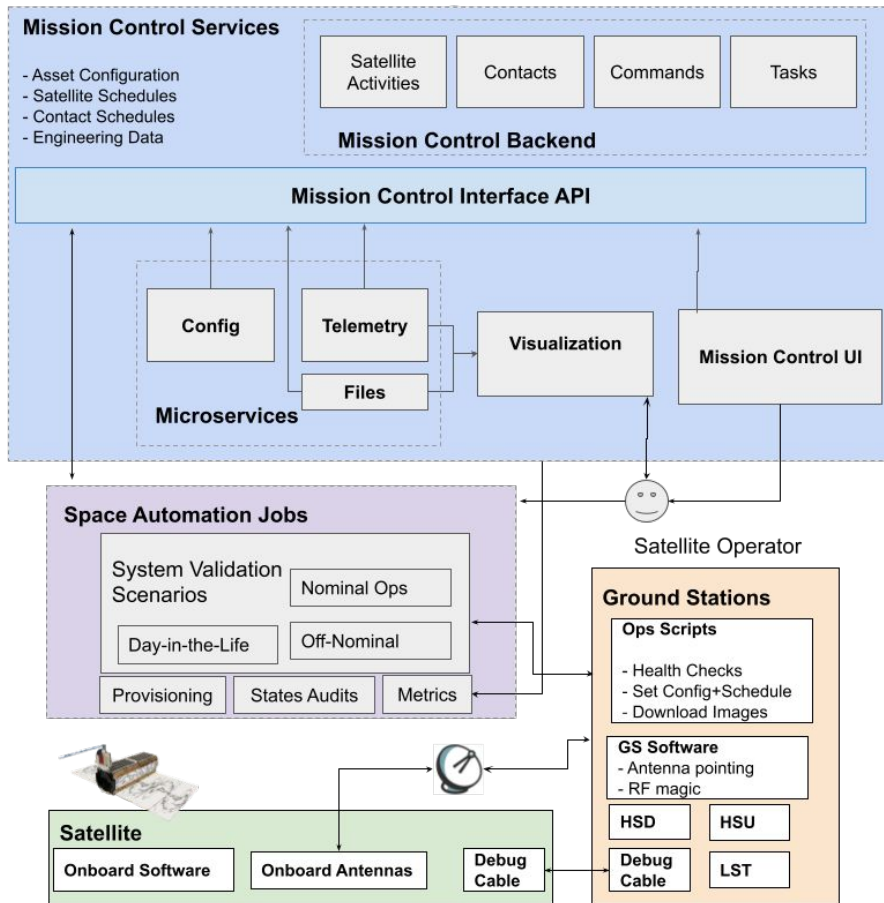 Mission Control Services
- Asset Configuration
- Satellite Schedules
- Contact Schedules
- Engineering Data
Satellite
Activities
Contacts
Commands
Tasks
Mission Control Backend
Mission Control Interface API
Config
Telemetry
Files
Microservices
Visualization
Mission Control UI
Space Automation Jobs
System Validation
Scenarios
Nominal Ops
Day-in-the-Life
Off-Nominal
Provisioning
States Audits
Metrics
Satellite Operator
Ground Stations
Ops Scripts
- Health Checks
- Set Config+Schedule
- Download Images
GS Software
- Antenna pointing
- RF magic
HSD
HSU
Debug
Cable
LST
Satellite
Onboard Software
Onboard Antennas
Debug
Cable